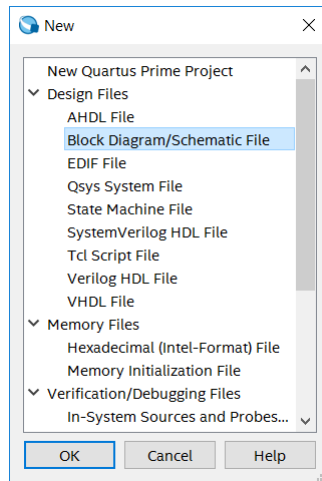 New
New Quartus Prime Project
Design Files
AHDL File
Block Diagram/Schematic File
EDIF File
Qsys System File
State Machine File
SystemVerilog HDL File
Tcl Script File
Verilog HDL File
VHDL File
Memory Files
Hexadecimal (Intel-Format) File
Memory Initialization File
Verification/Debugging Files
In-System Sources and Probes...
OK Cancel Help